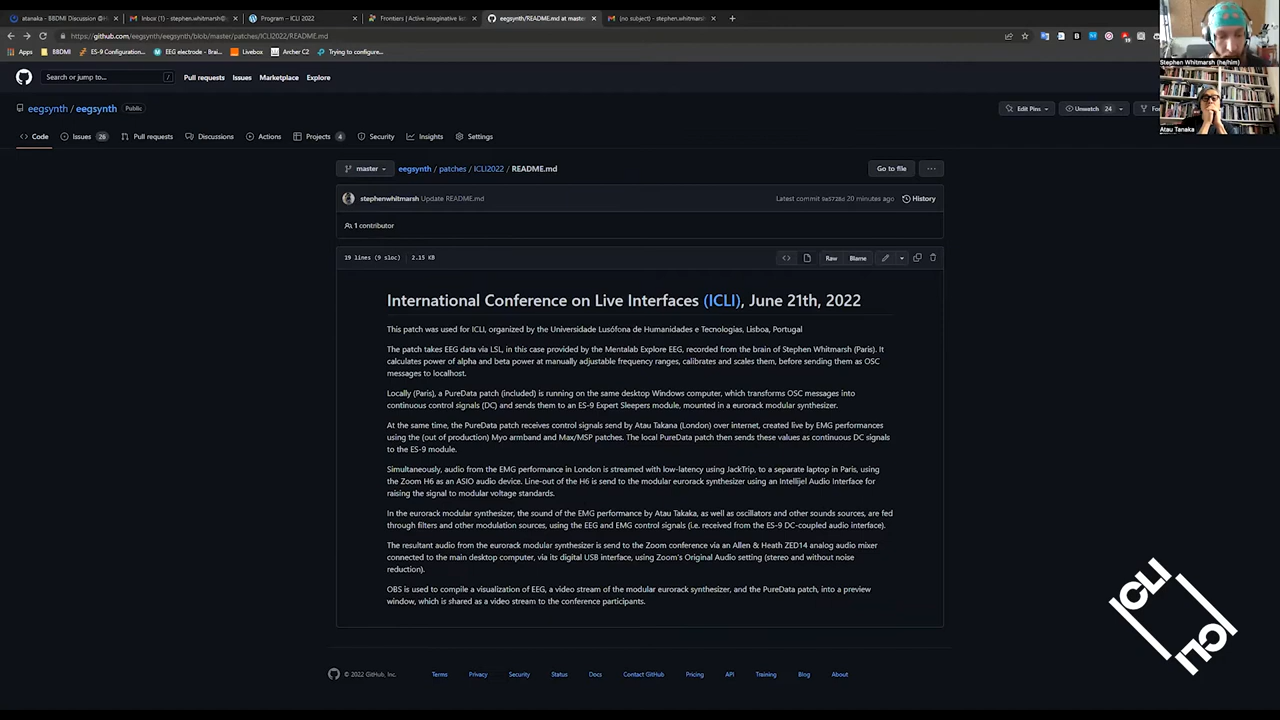 atanaka - BBDMI Discussion @H
Inbox (1) - stephen.whitmarsh@
Program – ICLI 2022
Frontiers | Active imaginative lis
eegsynth/README.md at master
(no subject) - stephen.whitmarsh
https://github.com/eegsynth/eegsynth/blob/master/patches/ICLI2022/README.md
Apps
BBDMI
ES-9 Configuration...
EEG electrode - Brai...
Livebox
Archer C2
Trying to configure...
Search or jump to...
/
Pull requests
Issues
Marketplace
Explore
eegsynth / eegsynth
Public
Edit Pins
Unwatch 24
Code
Issues 26
Pull requests
Discussions
Actions
Projects 4
Security
Insights
Settings
master
eegsynth / patches / ICLI2022 / README.md
Go to file
...
stephenwhitmarsh Update README.md
Latest commit 9e5728d 20 minutes ago
History
1 contributor
19 lines (9 sloc) 2.15 KB
<>
Raw
Blame
International Conference on Live Interfaces (ICLI), June 21th, 2022
This patch was used for ICLI, organized by the Universidade Lusófona de Humanidades e Tecnologias, Lisboa, Portugal
The patch takes EEG data via LSL, in this case provided by the Mentalab Explore EEG, recorded from the brain of Stephen Whitmarsh (Paris). It
calculates power of alpha and beta power at manually adjustable frequency ranges, calibrates and scales them, before sending them as OSC
messages to localhost.
Locally (Paris), a PureData patch (included) is running on the same desktop Windows computer, which transforms OSC messages into
continuous control signals (DC) and sends them to an ES-9 Expert Sleepers module, mounted in a eurorack modular synthesizer.
At the same time, the PureData patch receives control signals send by Atau Takana (London) over internet, created live by EMG performances
using the (out of production) Myo armband and Max/MSP patches. The local PureData patch then sends these values as continuous DC signals
to the ES-9 module.
Simultaneously, audio from the EMG performance in London is streamed with low-latency using JackTrip, to a separate laptop in Paris, using
the Zoom H6 as an ASIO audio device. Line-out of the H6 is send to the modular eurorack synthesizer using an Intellijel Audio Interface for
raising the signal to modular voltage standards.
In the eurorack modular synthesizer, the sound of the EMG performance by Atau Takaka, as well as oscillators and other sounds sources, are fed
through filters and other modulation sources, using the EEG and EMG control signals (i.e. received from the ES-9 DC-coupled audio interface).
The resultant audio from the eurorack modular synthesizer is send to the Zoom conference via an Allen & Heath ZED14 analog audio mixer
connected to the main desktop computer, via its digital USB interface, using Zoom's Original Audio setting (stereo and without noise
reduction).
OBS is used to compile a visualization of EEG, a video stream of the modular eurorack synthesizer, and the PureData patch, into a preview
window, which is shared as a video stream to the conference participants.
© 2022 GitHub, Inc.
Terms
Privacy
Security
Status
Docs
Contact GitHub
Pricing
API
Training
Blog
About
Stephen Whitmarsh (he/him)
Atau Tanaka
ICLI
ICLI